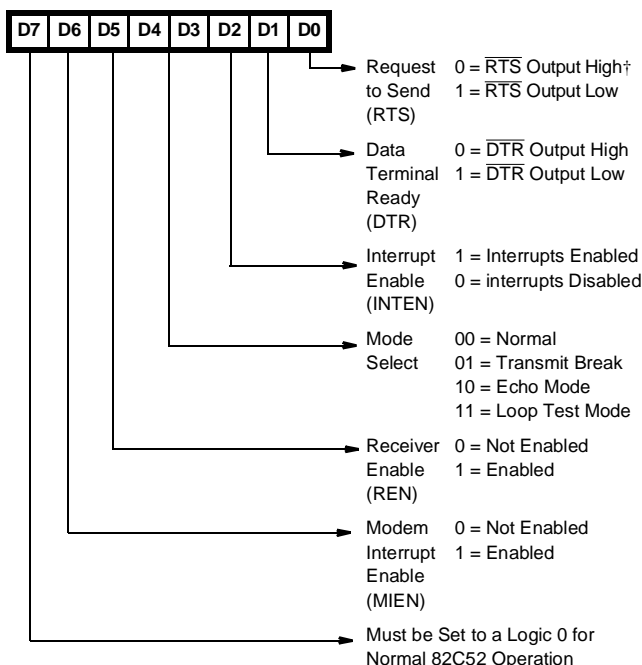 D7 D6 D5 D4 D3 D2 D1 D0
Request 0 = RTS Output High†
to Send 1 = RTS Output Low
(RTS)
Data 0 = DTR Output High
Terminal 1 = DTR Output Low
Ready
(DTR)
Interrupt 1 = Interrupts Enabled
Enable 0 = interrupts Disabled
(INTEN)
Mode 00 = Normal
Select 01 = Transmit Break
10 = Echo Mode
11 = Loop Test Mode
Receiver 0 = Not Enabled
Enable 1 = Enabled
(REN)
Modem 0 = Not Enabled
Interrupt 1 = Enabled
Enable
(MIEN)
Must be Set to a Logic 0 for
Normal 82C52 Operation